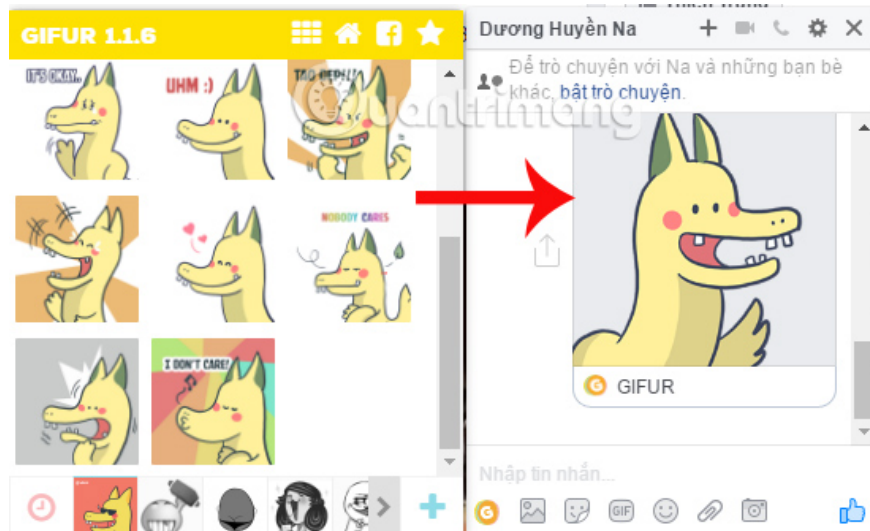 GIFUR 1.1.6
IT'S OKAY...
UHM :)
NOBODY CARES
I DON'T CARE!
uantrimang
Dương Huyền Na
Để trò chuyện với Na và những bạn bè
khác, bật trò chuyện.
GIFUR
Nhập tin nhắn...
GIF